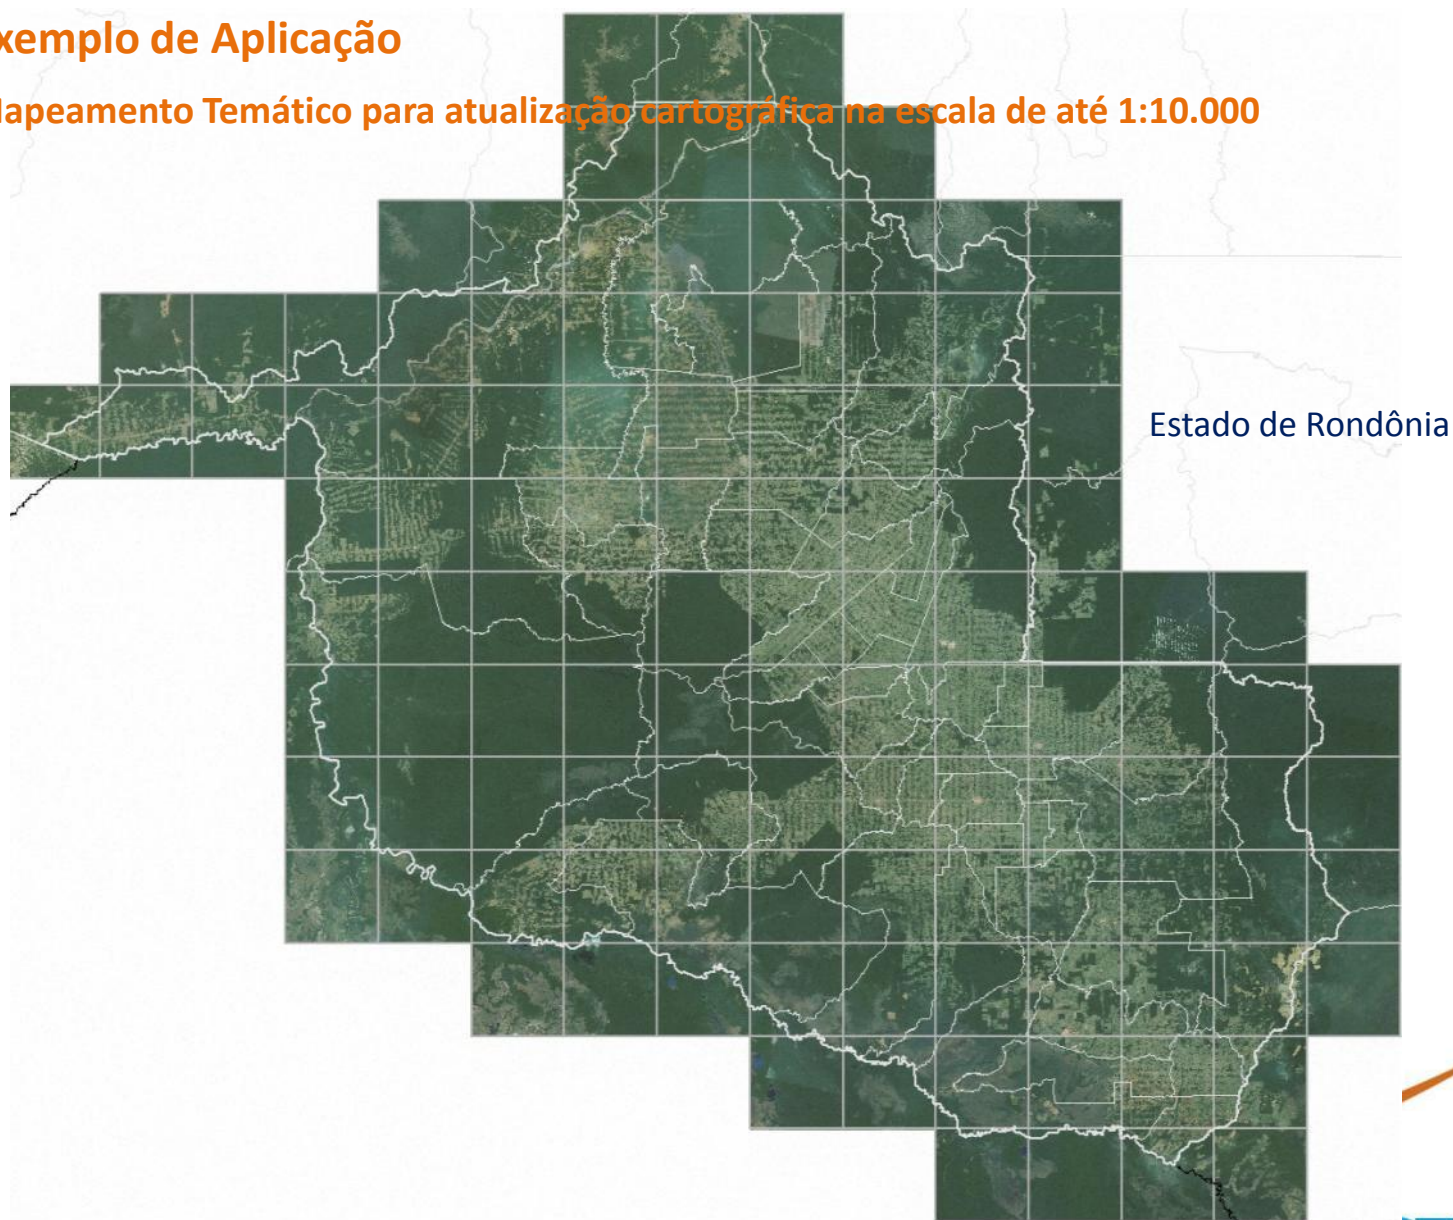 xemplo de Aplicação
apeamento Temático para atualização cartográfica na escala de até 1:10.000
Estado de Rondônia